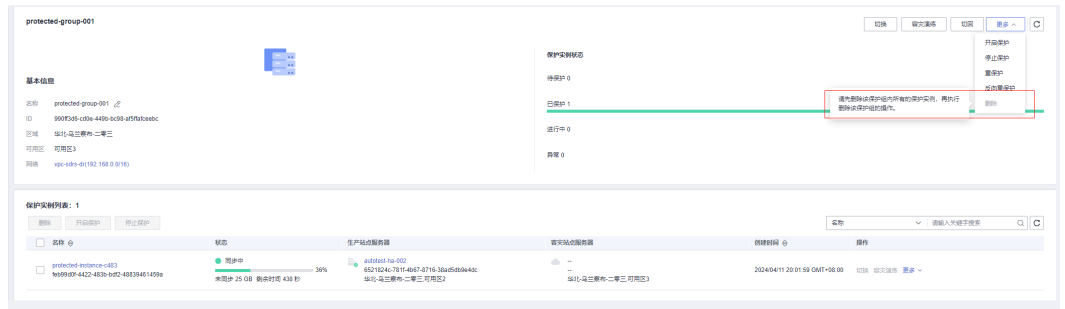 protected-group-001
切换 容灾演练 切回 更多
开启保护
停止保护
重保护
反向重保护
删除
请先删除该保护组内所有的保护实例，再执行
删除该保护组的操作。
基本信息
名称 protected-group-001
ID 990ff3d6-cd0e-449b-bc98-af5ffafceebc
区域 华北-乌兰察布-二零三
可用区 可用区3
网络 vpc-sdrs-dr(192.168.0.0/16)
保护实例状态
待保护 0
已保护 1
进行中 0
异常 0
保护实例列表：1
删除 开启保护 停止保护
名称 请输入关键字搜索
名称 状态 生产站点服务器 容灾站点服务器 创建时间 操作
protected-instance-c483
feb99d0f-4422-483b-bdf2-48839461459a
同步中
36%
未同步 25 GB 剩余时间 438 秒
autotest-ha-002
6521824c-781f-4b67-8716-38ad5db9e4dc
华北-乌兰察布-二零三,可用区2
--
--
华北-乌兰察布-二零三,可用区3
2024/04/11 20:01:59 GMT+08:00
切换 容灾演练 更多